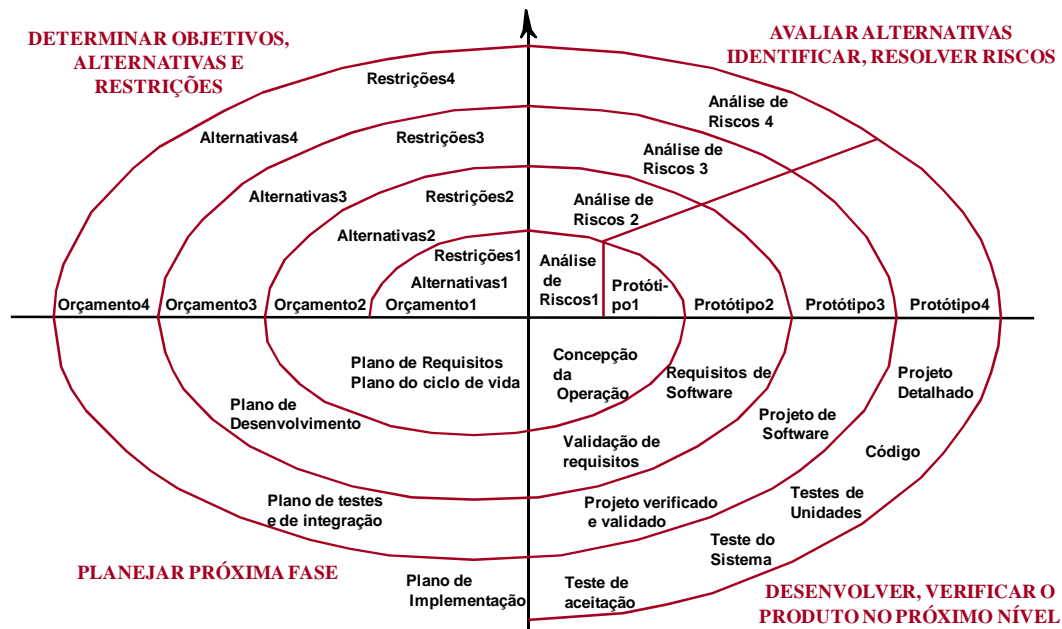 DETERMINAR OBJETIVOS,
ALTERNATIVAS E
RESTRIÇÕES
AVALIAR ALTERNATIVAS
IDENTIFICAR, RESOLVER RISCOS
Restrições4
Alternativas4
Restrições3
Alternativas3
Restrições2
Alternativas2
Restrições1
Alternativas1
Análise de
Riscos 4
Análise de
Riscos 3
Análise de
Riscos 2
Análise
de
Riscos1
Protóti-
po1
Orçamento4
Orçamento3
Orçamento2
Orçamento1
Protótipo2
Protótipo3
Protótipo4
Plano de Requisitos
Plano do ciclo de vida
Concepção
da
Operação
Requisitos de
Software
Projeto
Detalhado
Plano de
Desenvolvimento
Projeto de
Software
Validação de
requisitos
Código
Plano de testes
e de integração
Projeto verificado
e validado
Testes de
Unidades
Teste do
Sistema
PLANEJAR PRÓXIMA FASE
Plano de
Implementação
Teste de
aceitação
DESENVOLVER, VERIFICAR O
PRODUTO NO PRÓXIMO NÍVEL